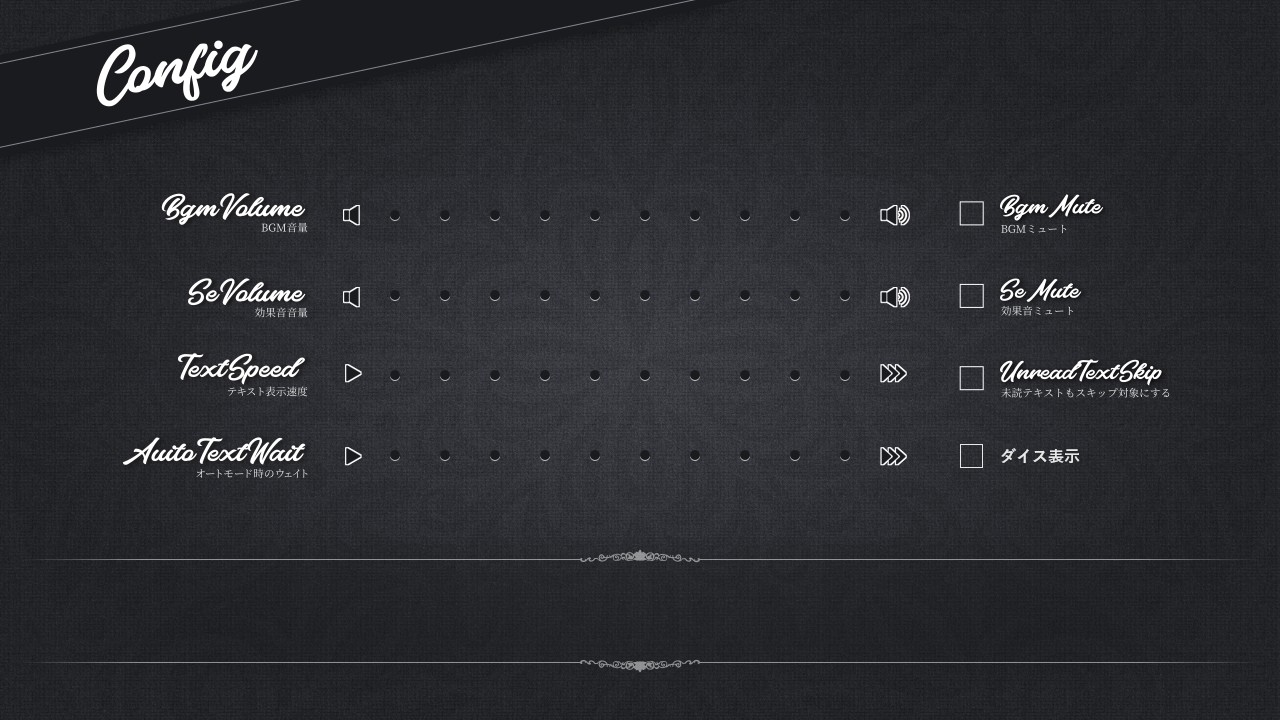 Config
BgmVolume
BGM音量
Bgm Mute
BGMミュート
SeVolume
効果音音量
Se Mute
効果音ミュート
TextSpeed
テキスト表示速度
UnreadTextSkip
未読テキストもスキップ対象にする
AuitoTextWait
オートモード時のウェイト
ダイス表示